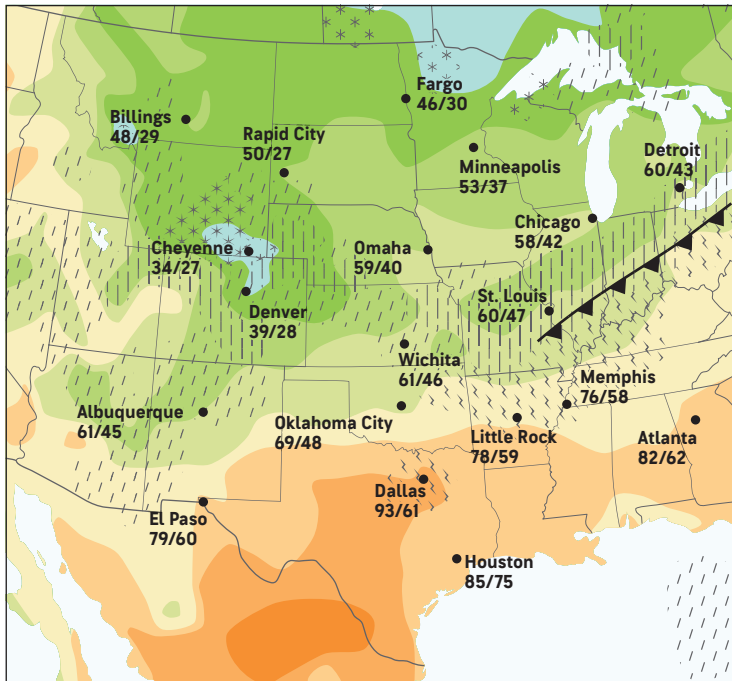 Fargo
46/30
Billings
48/29
Rapid City
50/27
Minneapolis
53/37
Detroit
60/43
Chicago
58/42
Cheyenne
34/27
Omaha
59/40
Denver
39/28
St. Louis
60/47
Wichita
61/46
Memphis
76/58
Albuquerque
61/45
Oklahoma City
69/48
Little Rock
78/59
Atlanta
82/62
Dallas
93/61
El Paso
79/60
Houston
85/75